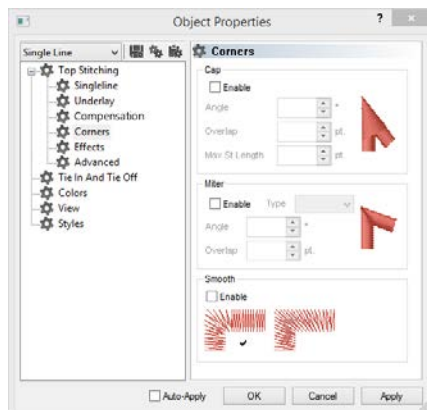 Object Properties
?
Single Line
Top Stitching
Singleline
Underlay
Compensation
Corners
Effects
Advanced
Tie In And Tie Off
Colors
View
Styles
Corners
Cap
Enable
Angle
°
Overlap
pt.
Max St Length
pt
Miter
Enable Type
Angle
°
Overlap
pt.
Smooth
Enable
Auto-Apply OK Cancel Apply